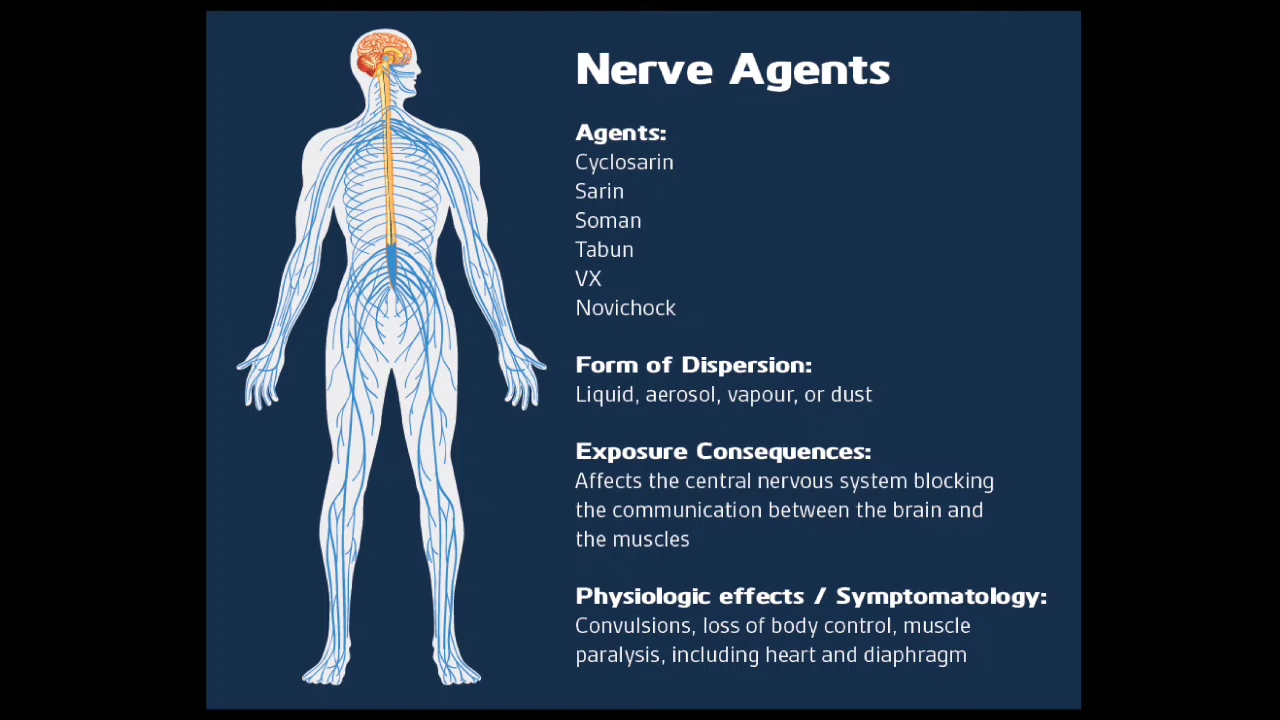 Nerve Agents
Agents:
Cyclosarin
Sarin
Soman
Tabun
VX
Novichock
Form of Dispersion:
Liquid, aerosol, vapour, or dust
Exposure Consequences:
Affects the central nervous system blocking
the communication between the brain and
the muscles
Physiologic effects / Symptomatology:
Convulsions, loss of body control, muscle
paralysis, including heart and diaphragm